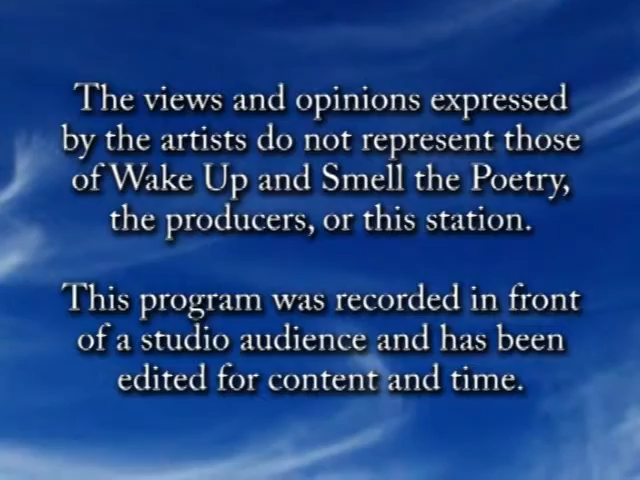 The views and opinions expressed
by the artists do not represent those
of Wake Up and Smell the Poetry,
the producers, or this station.
This program was recorded in front
of a studio audience and has been
edited for content and time.